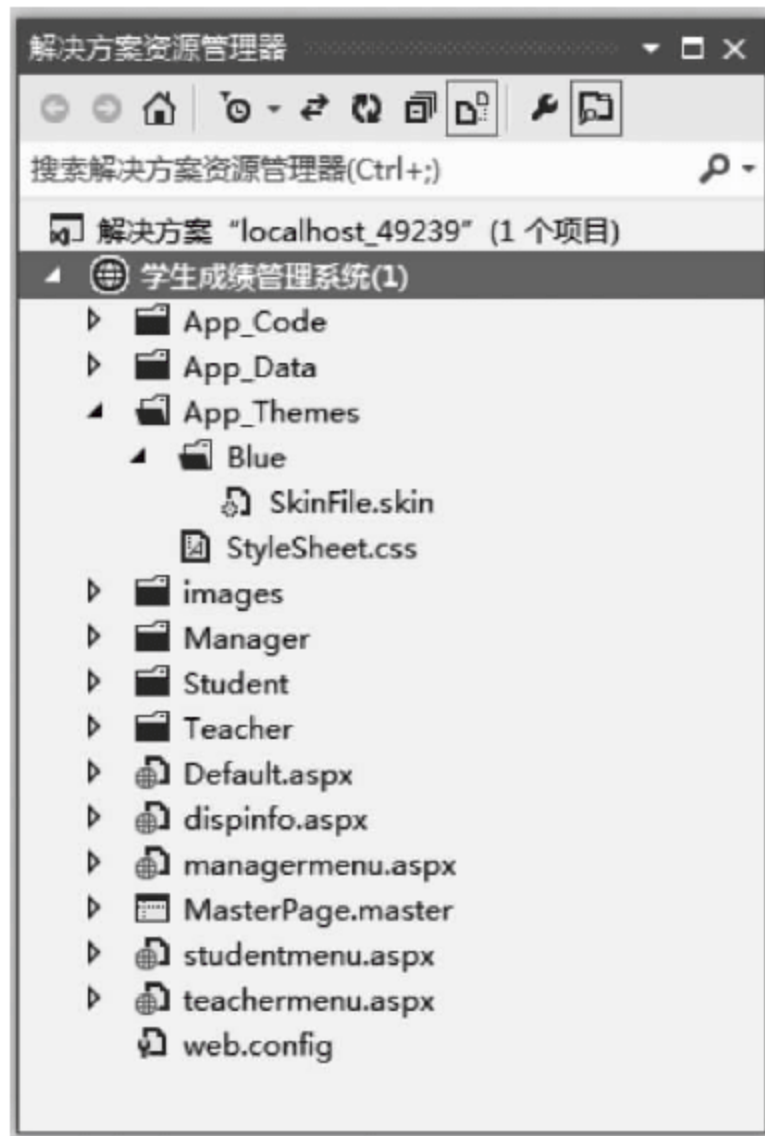 解决方案资源管理器
搜索解决方案资源管理器(Ctrl+;)
解决方案 “localhost_49239” (1 个项目)
学生成绩管理系统(1)
App_Code
App_Data
App_Themes
Blue
SkinFile.skin
StyleSheet.css
images
Manager
Student
Teacher
Default.aspx
dispinfo.aspx
managermenu.aspx
MasterPage.master
studentmenu.aspx
teachermenu.aspx
web.config